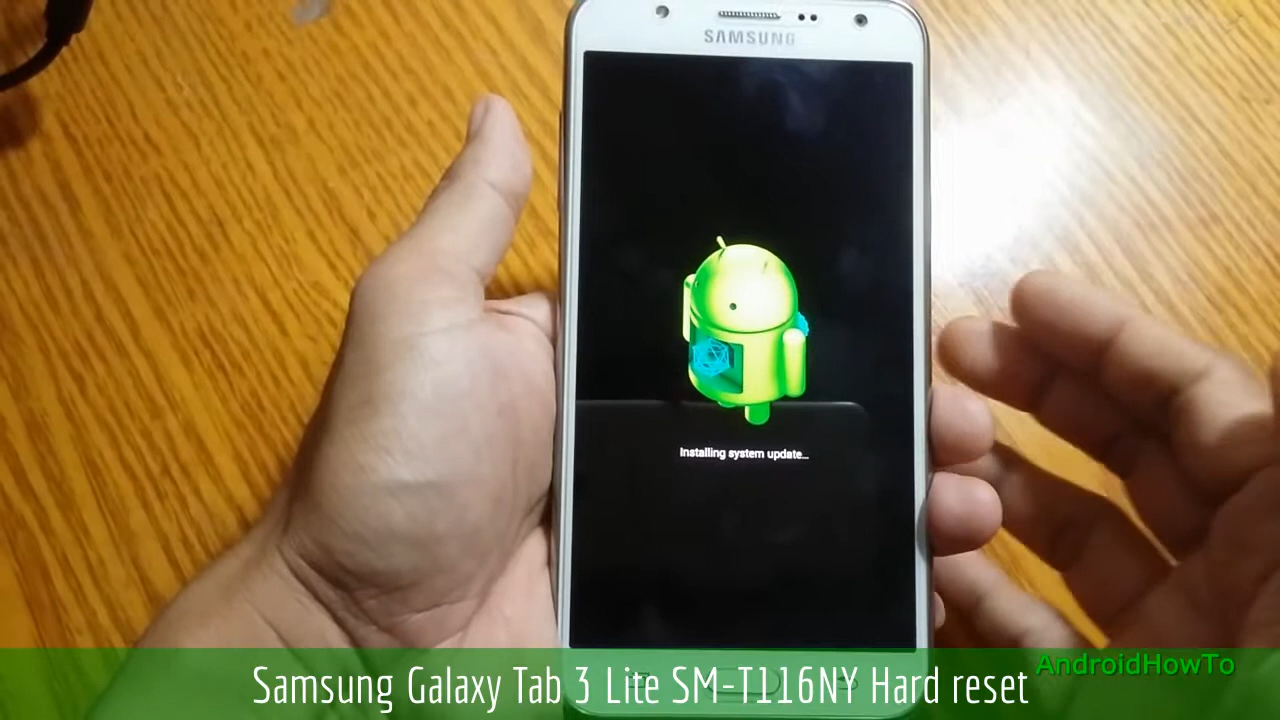 SAMSUNG
Installing system update...
AndroidHowTo
Samsung Galaxy Tab 3 Lite SM-T116NY Hard reset